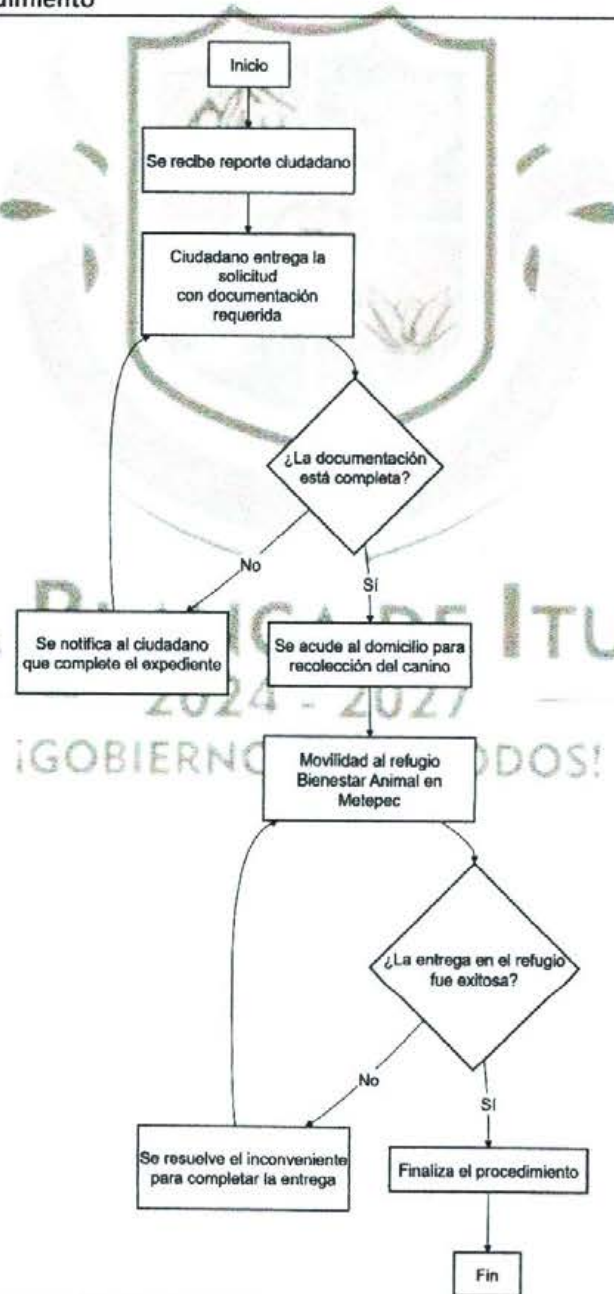 Inicio
Se recibe reporte ciudadano
Ciudadano entrega la
solicitud
con documentación
requerida
¿La documentación
está completa?
No
Sí
Se notifica al ciudadano
que complete el expediente
Se acude al domicilio para
recolección del canino
DE ITU
2024 - 2027
¡GOBIERNO
ODOS!
Movilidad al refugio
Bienestar Animal en
Metepec
¿La entrega en el refugio
fue exitosa?
No
Sí
Se resuelve el inconveniente
para completar la entrega
Finaliza el procedimiento
Fin